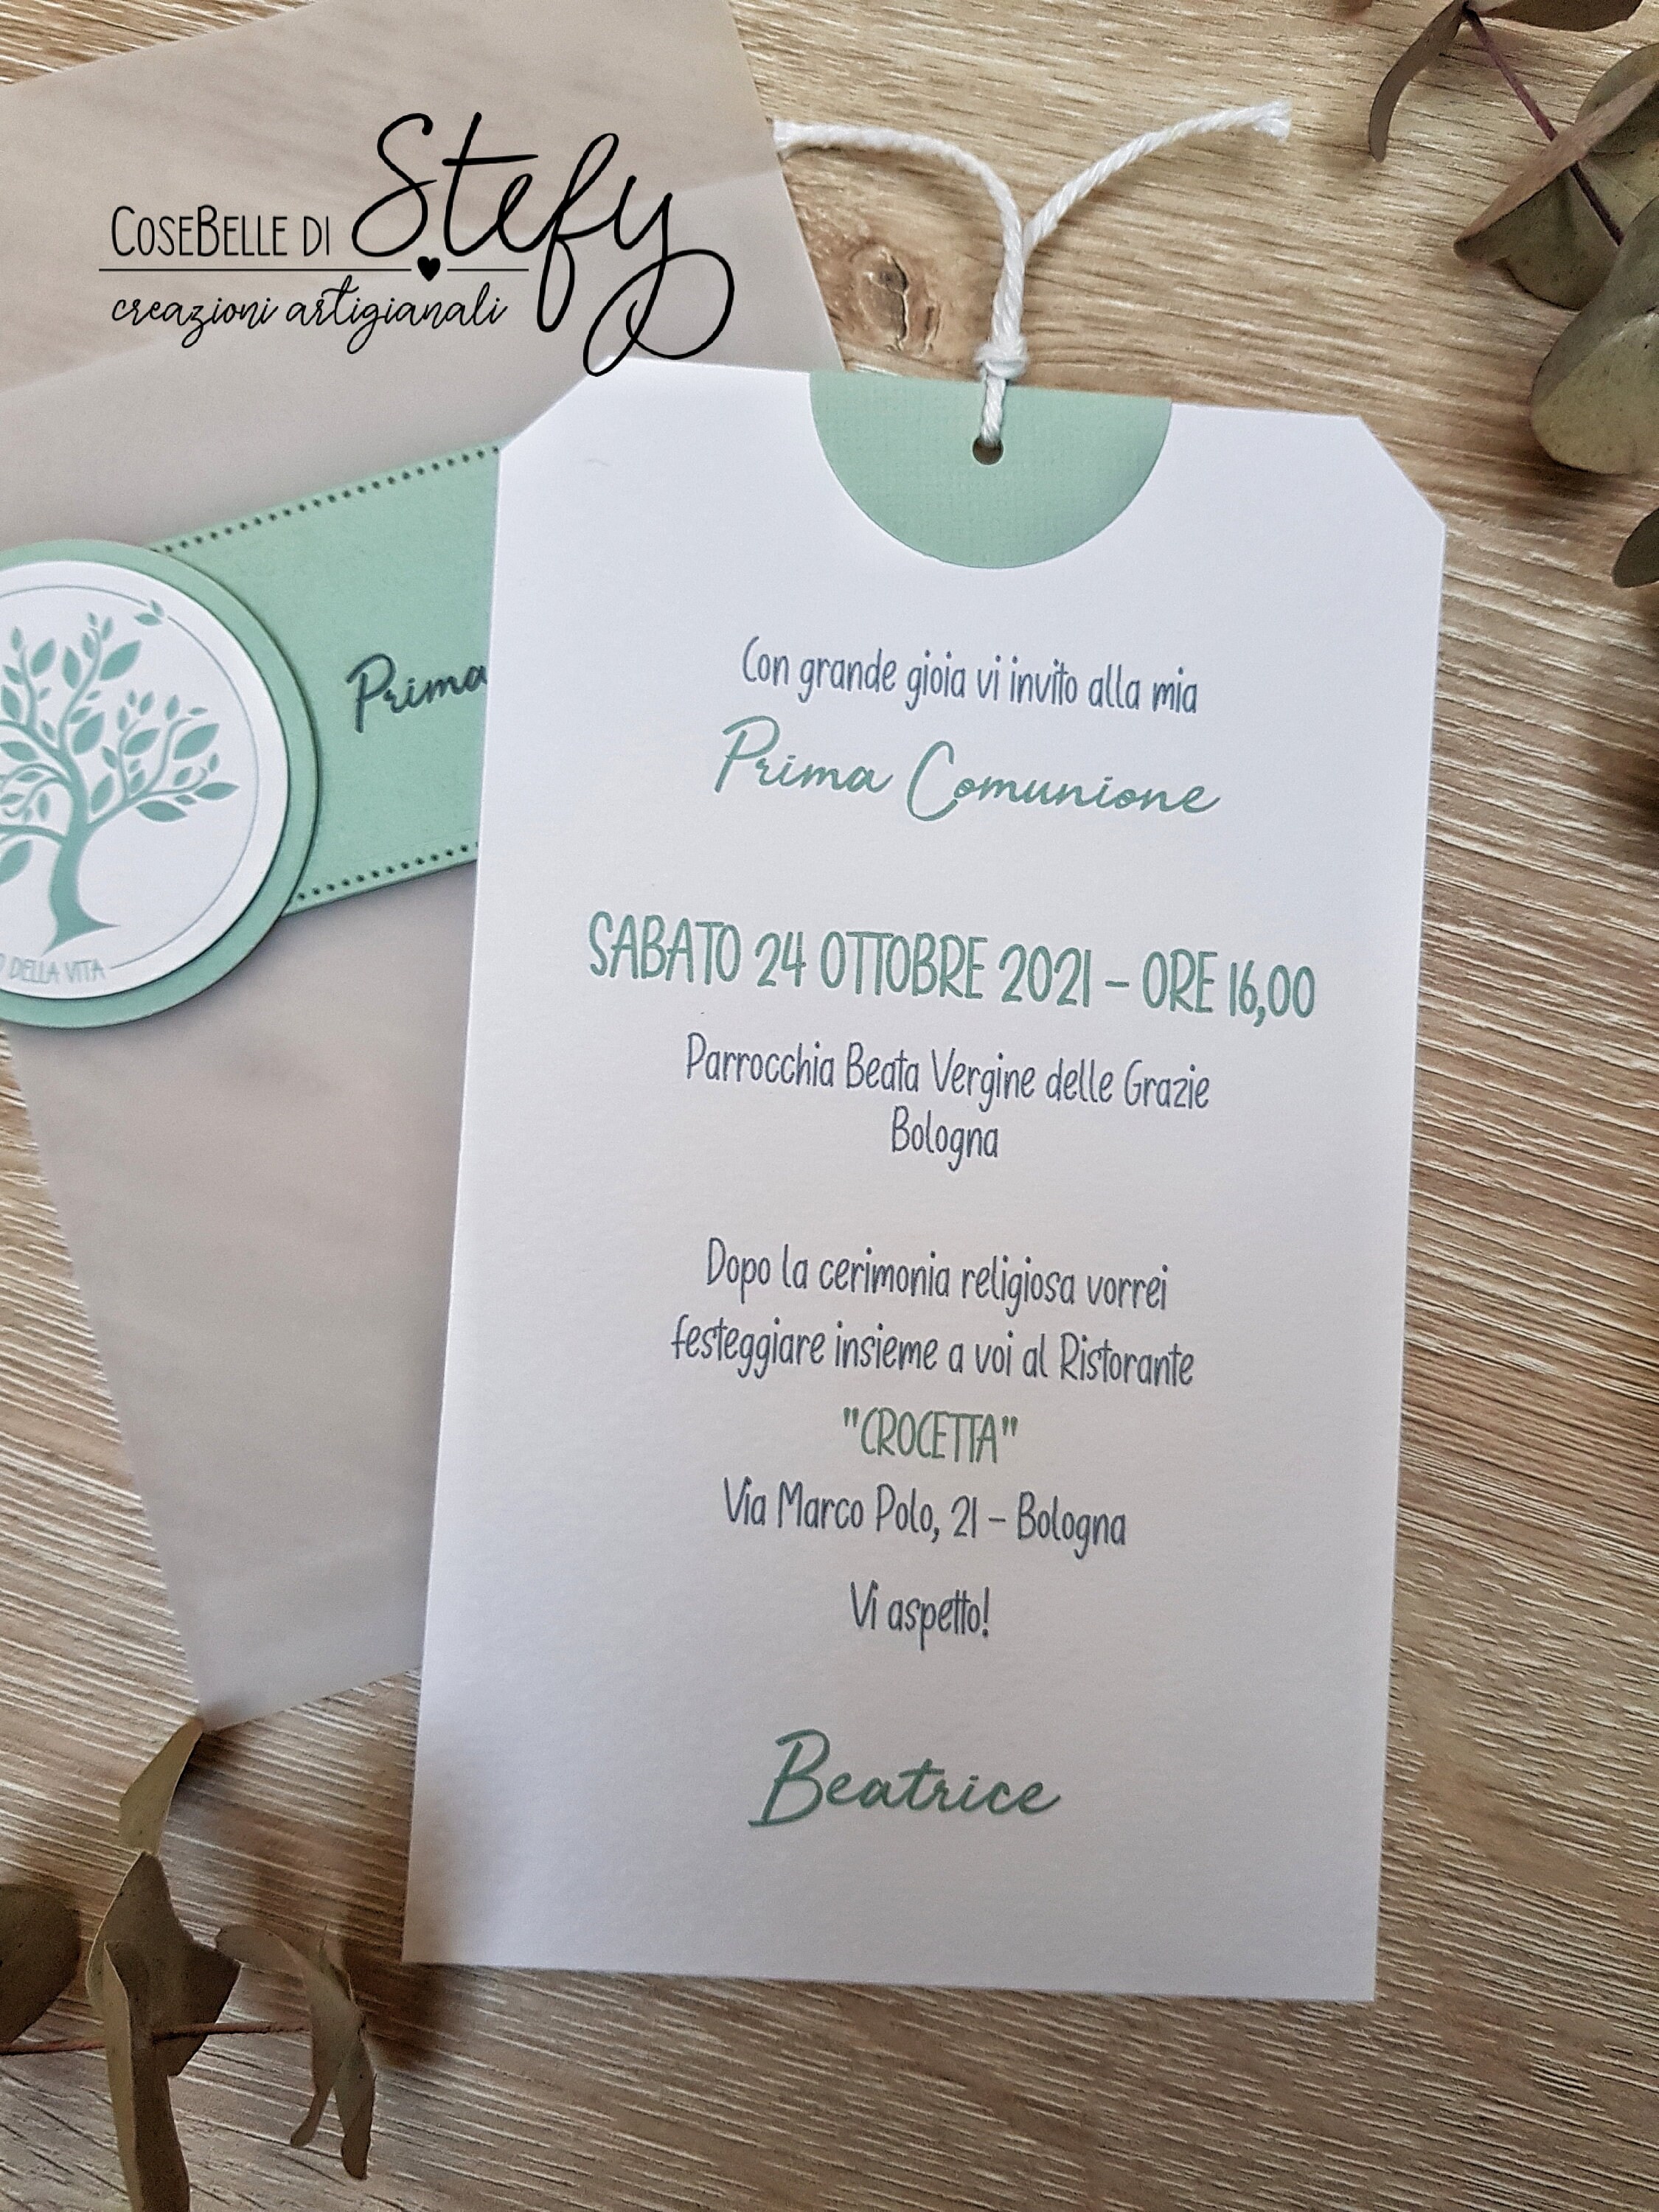 COSEBELLE DI Stefy
creazioni artigianali
Prima
DELLA VITA
Con grande gioia vi invito alla mia
Prima Comunione
SABATO 24 OTTOBRE 2021 – ORE 16,00
Parrocchia Beata Vergine delle Grazie
Bologna
Dopo la cerimonia religiosa vorrei
festeggiare insieme a voi al Ristorante
"CROCETTA"
Via Marco Polo, 21 – Bologna
Vi aspetto!
Beatrice